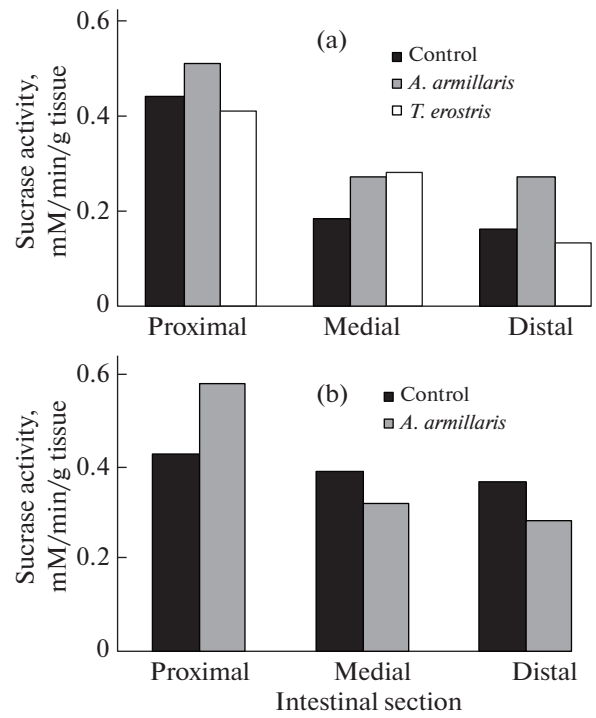 0.6
(a)
Control
A. armillaris
T. erostris
Sucrase activity,
mM/min/g tissue
0.4
0.2
0
Proximal Medial Distal
0.6
(b)
Control
A. armillaris
Sucrase activity,
mM/min/g tissue
0.4
0.2
0
Proximal Medial Distal
Intestinal section